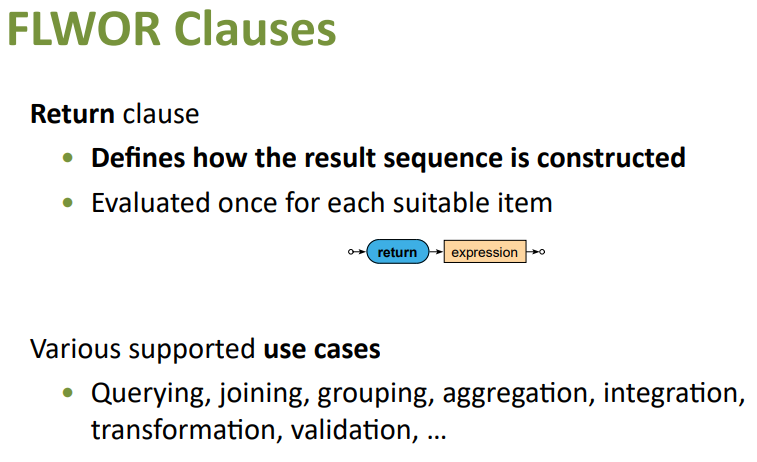 FLWOR Clauses
Return clause
• Defines how the result sequence is constructed
• Evaluated once for each suitable item
return expression
Various supported use cases
• Querying, joining, grouping, aggregation, integration,
transformation, validation, ...